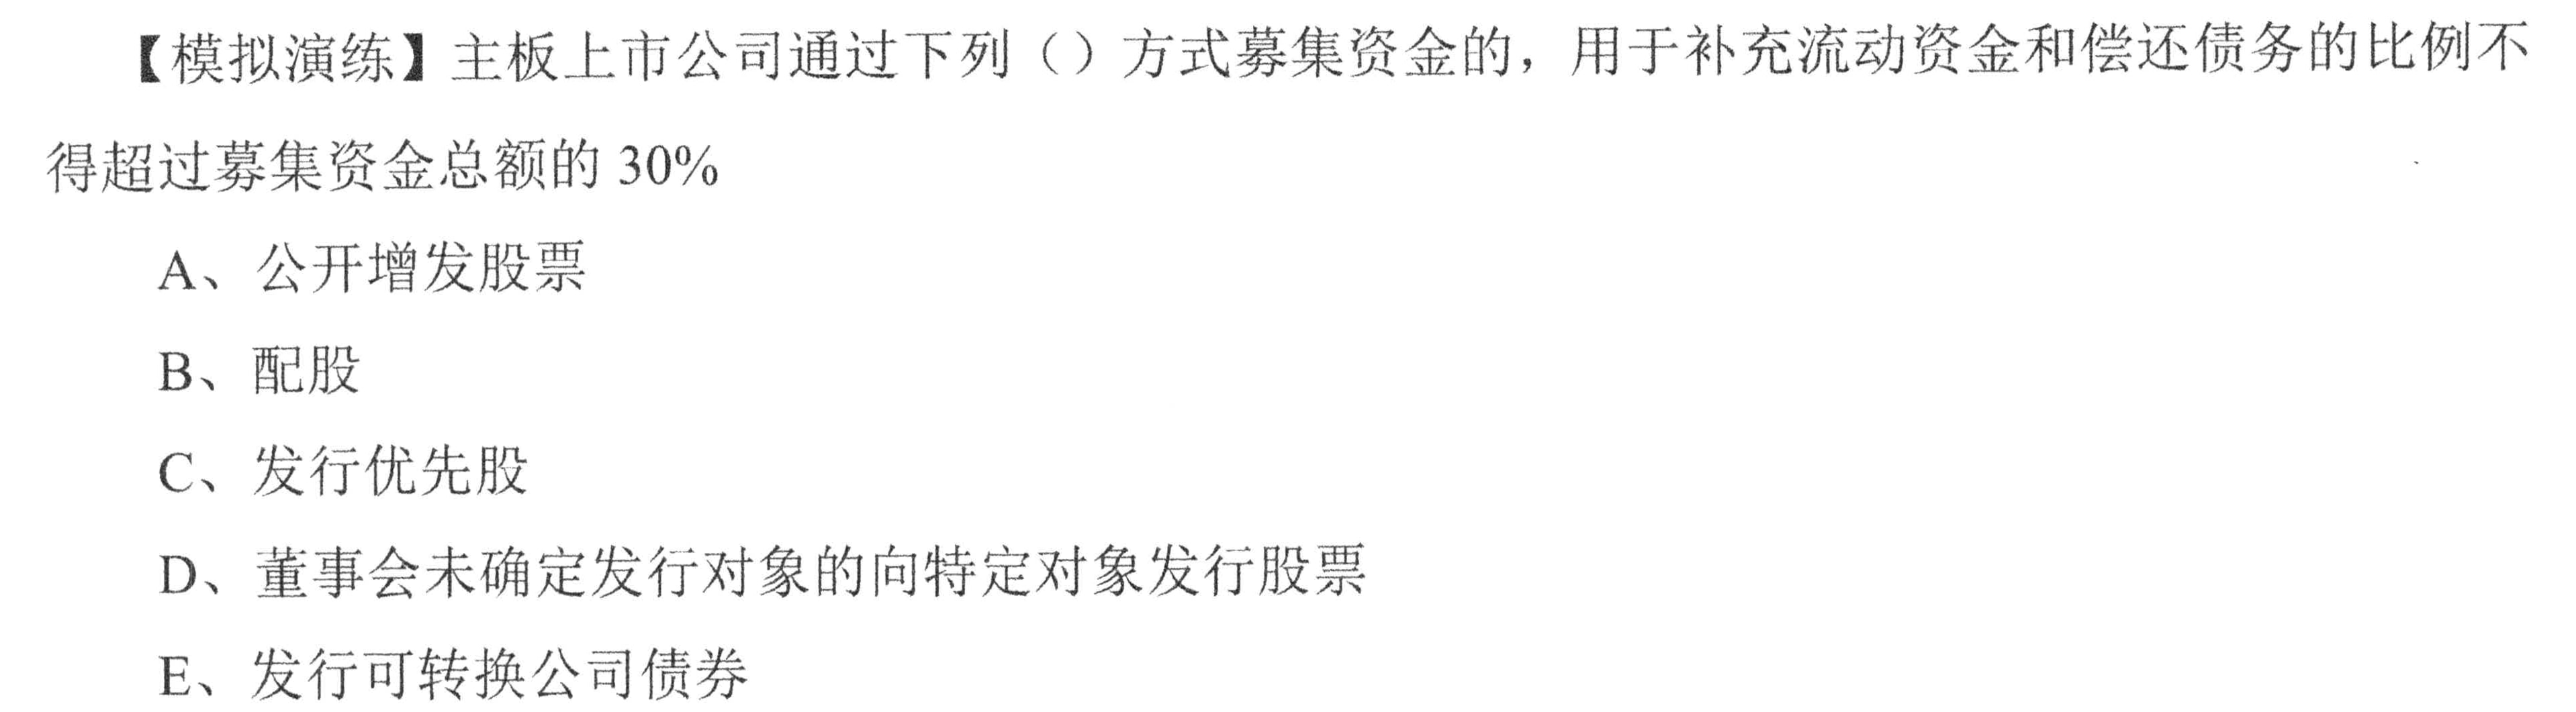 【模拟演练】主板上市公司通过下列（）方式募集资金的，用于补充流动资金和偿还债务的比例不
得超过募集资金总额的 30%
A、公开增发股票
B、配股
C、发行优先股
D、董事会未确定发行对象的向特定对象发行股票
E、发行可转换公司债券